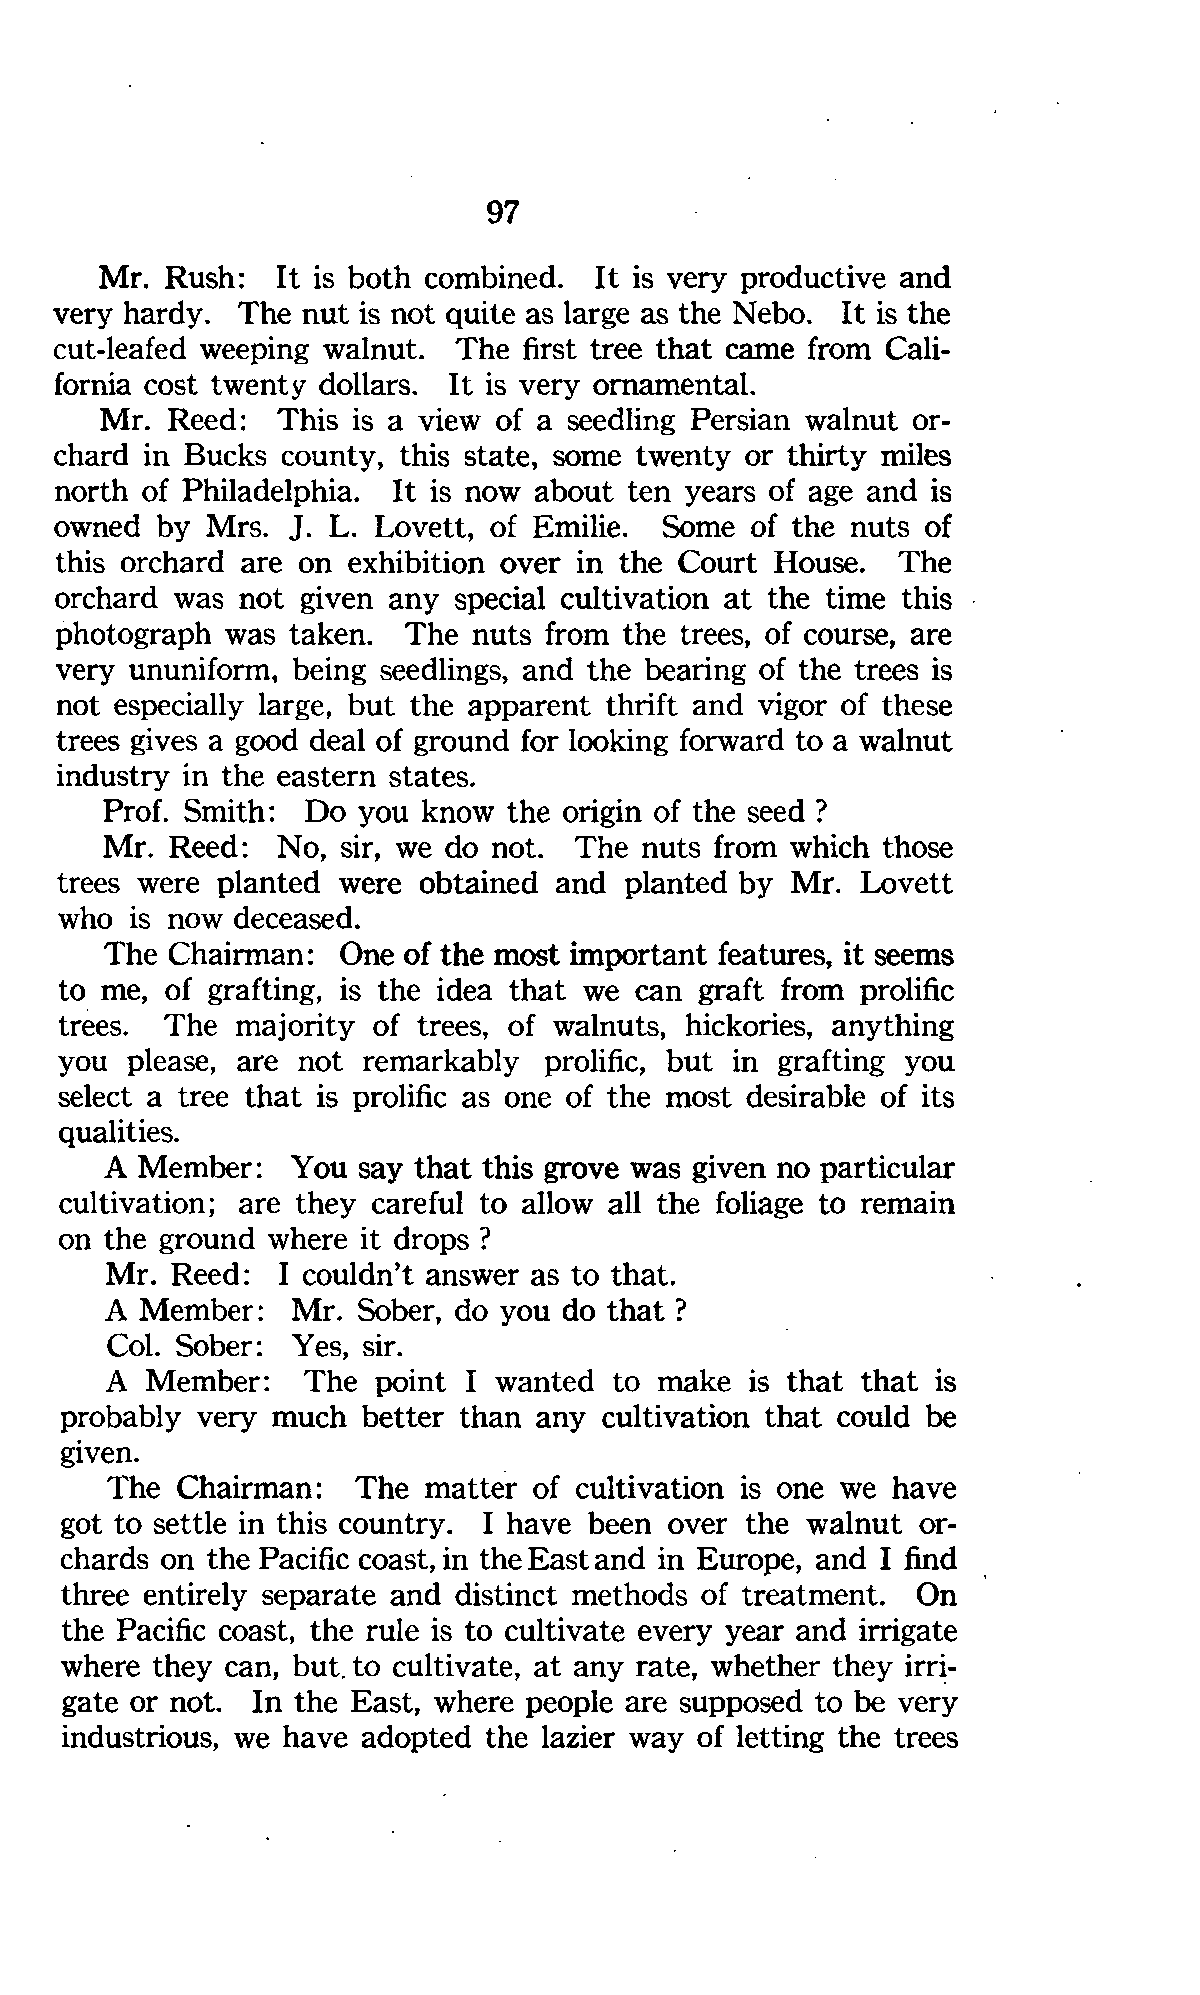 97
Mr. Rush: It is both combined. It is very productive and
very hardy. The nut is not quite as large as the Nebo. It is the
cut-leafed weeping walnut. The first tree that came from Cali-
fornia cost twenty dollars. It is very ornamental.
Mr. Reed: This is a view of a seedling Persian walnut or-
chard in Bucks county, this state, some twenty or thirty miles
north of Philadelphia. It is now about ten years of age and is
owned by Mrs. J. L. Lovett, of Emilie. Some of the nuts of
this orchard are on exhibition over in the Court House. The
orchard was not given any special cultivation at the time this
photograph was taken. The nuts from the trees, of course, are
very ununiform, being seedlings, and the bearing of the trees is
not especially large, but the apparent thrift and vigor of these
trees gives a good deal of ground for looking forward to a walnut
industry in the eastern states.
Prof. Smith: Do you know the origin of the seed ?
Mr. Reed: No, sir, we do not. The nuts from which those
trees were planted were obtained and planted by Mr. Lovett
who is now deceased.
The Chairman: One of the most important features, it seems
to me, of grafting, is the idea that we can graft from prolific
trees. The majority of trees, of walnuts, hickories, anything
you please, are not remarkably prolific, but in grafting you
select a tree that is prolific as one of the most desirable of its
qualities.
A Member: You say that this grove was given no particular
cultivation; are they careful to allow all the foliage to remain
on the ground where it drops ?
Mr. Reed: I couldn't answer as to that.
A Member: Mr. Sober, do you do that ?
Col. Sober: Yes, sir.
A Member: The point I wanted to make is that that is
probably very much better than any cultivation that could be
given.
The Chairman: The matter of cultivation is one we have
got to settle in this country. I have been over the walnut or-
chards on the Pacific coast, in the East and in Europe, and I find
three entirely separate and distinct methods of treatment. On
the Pacific coast, the rule is to cultivate every year and irrigate
where they can, but to cultivate, at any rate, whether they irri-
gate or not. In the East, where people are supposed to be very
industrious, we have adopted the lazier way of letting the trees